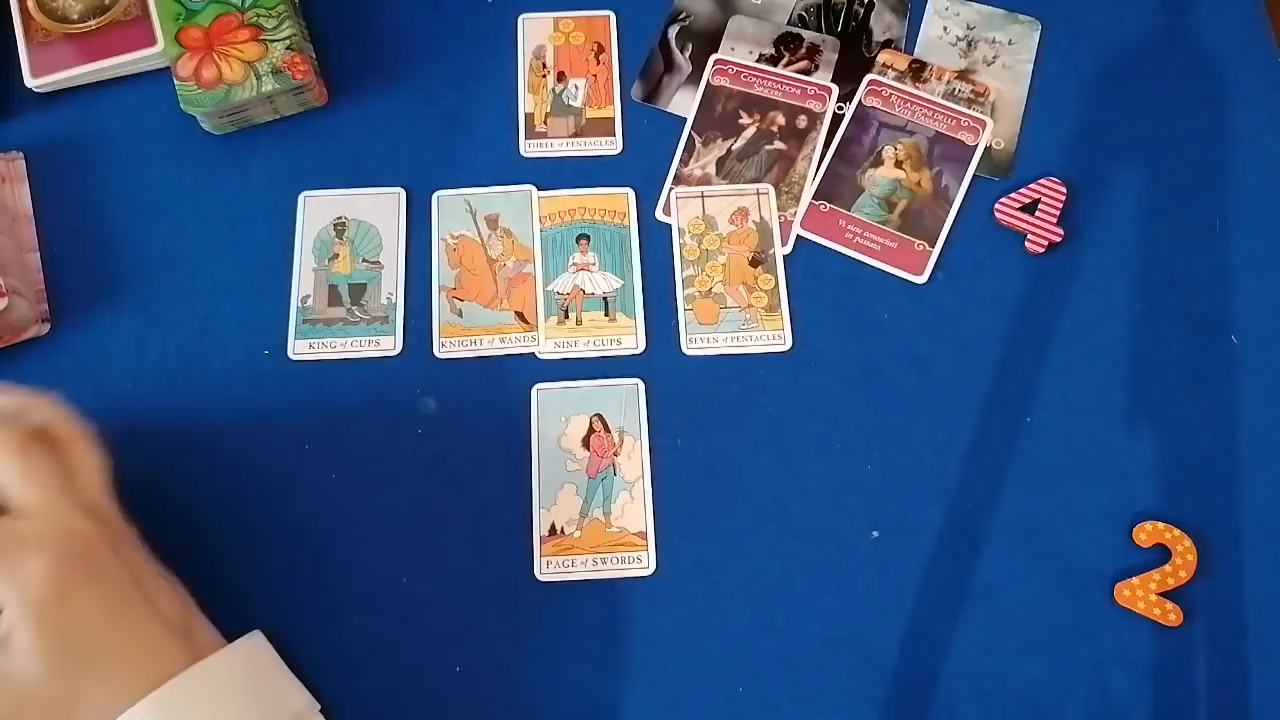 THREE of PENTACLES
CONVERSAZIONI
SINCERE
RELAZIONI DELLE
VITE PASSATE
Vi siete conosciuti
in passato.
4
KING of CUPS
KNIGHT of WANDS
NINE of CUPS
SEVEN of PENTACLES
PAGE of SWORDS
2